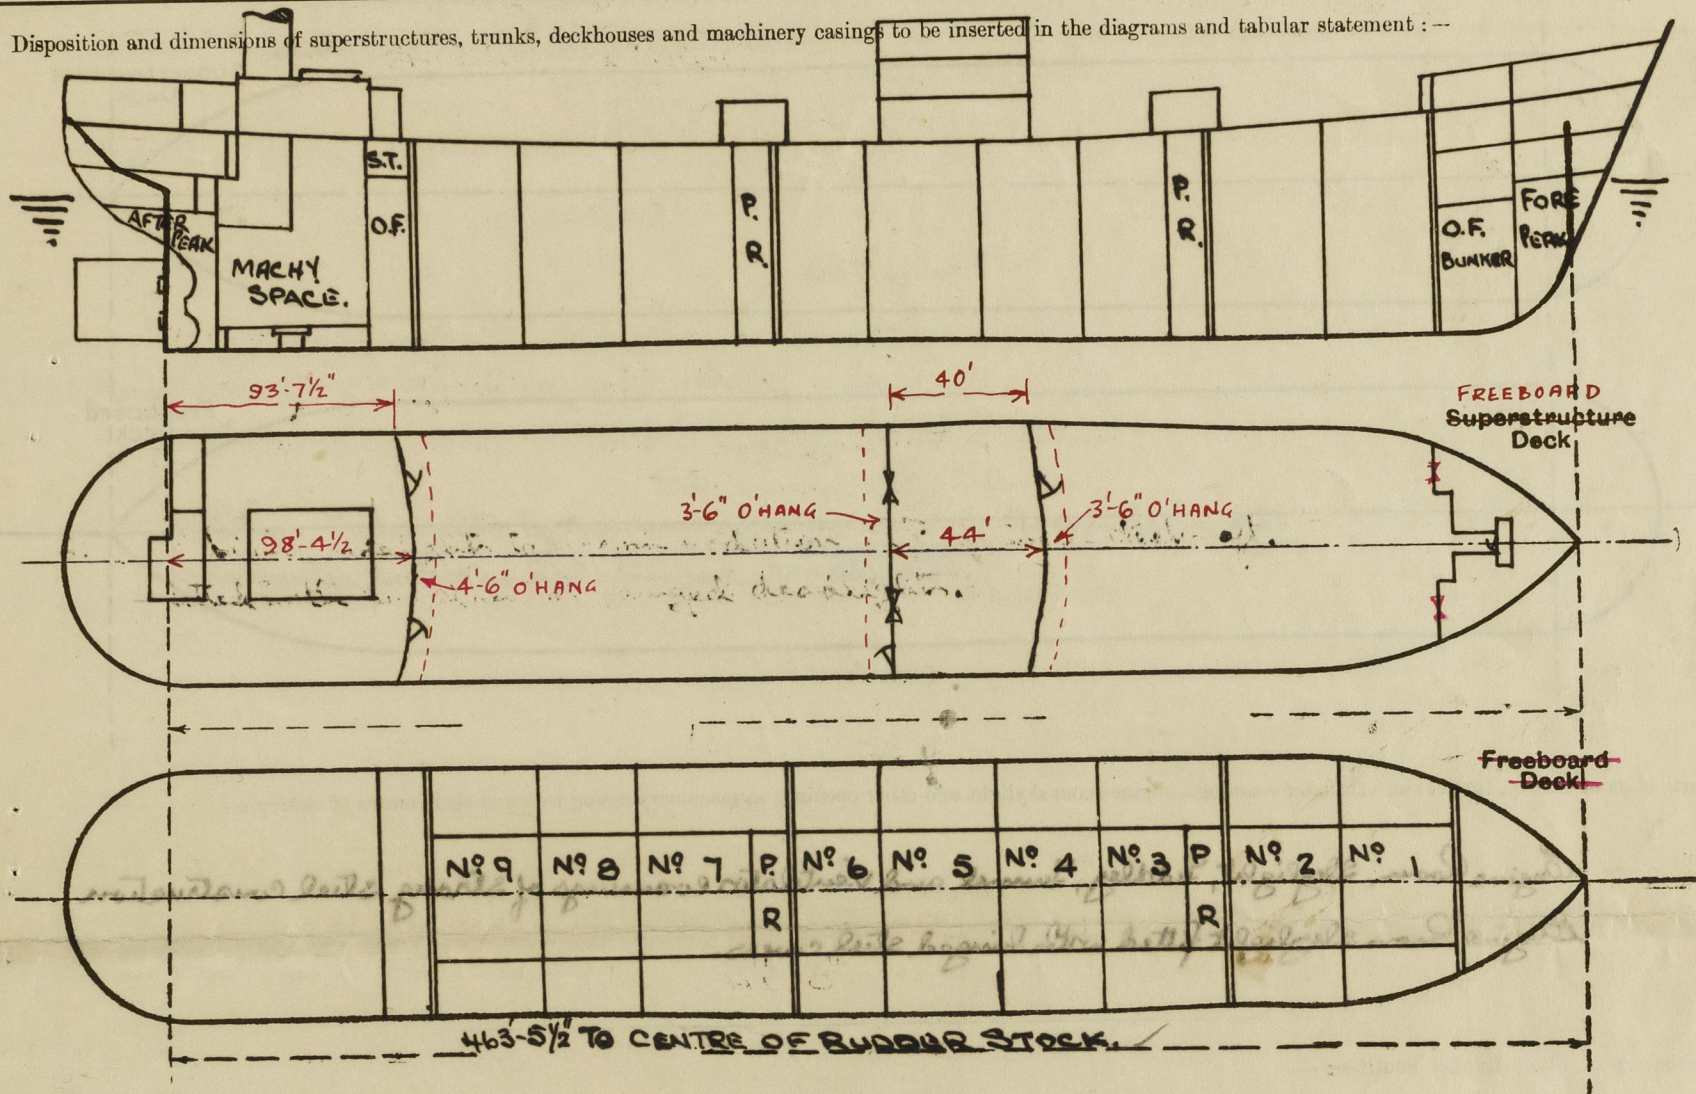 Disposition and dimensions of superstructures, trunks, deckhouses and machinery casings to be inserted in the diagrams and tabular statement :—
S.T.
O.F.
AFTER
PEAK
MACHY
SPACE.
P.
R.
P.
R.
O.F.
BUNKER
FORE
PEAK
93'-7½"
40'
FREEBOARD
Superstructure
Deck
3'-6" O'HANG
44'
3'-6" O'HANG
98'-4½
4'-6" O'HANG
Freeboard
Deck
Nº 9
Nº 8
Nº 7
P.
R
Nº 6
Nº 5
Nº 4
Nº 3
P
R
Nº 2
Nº 1
463'-5½" TO CENTRE OF RUDDUR STOCK.